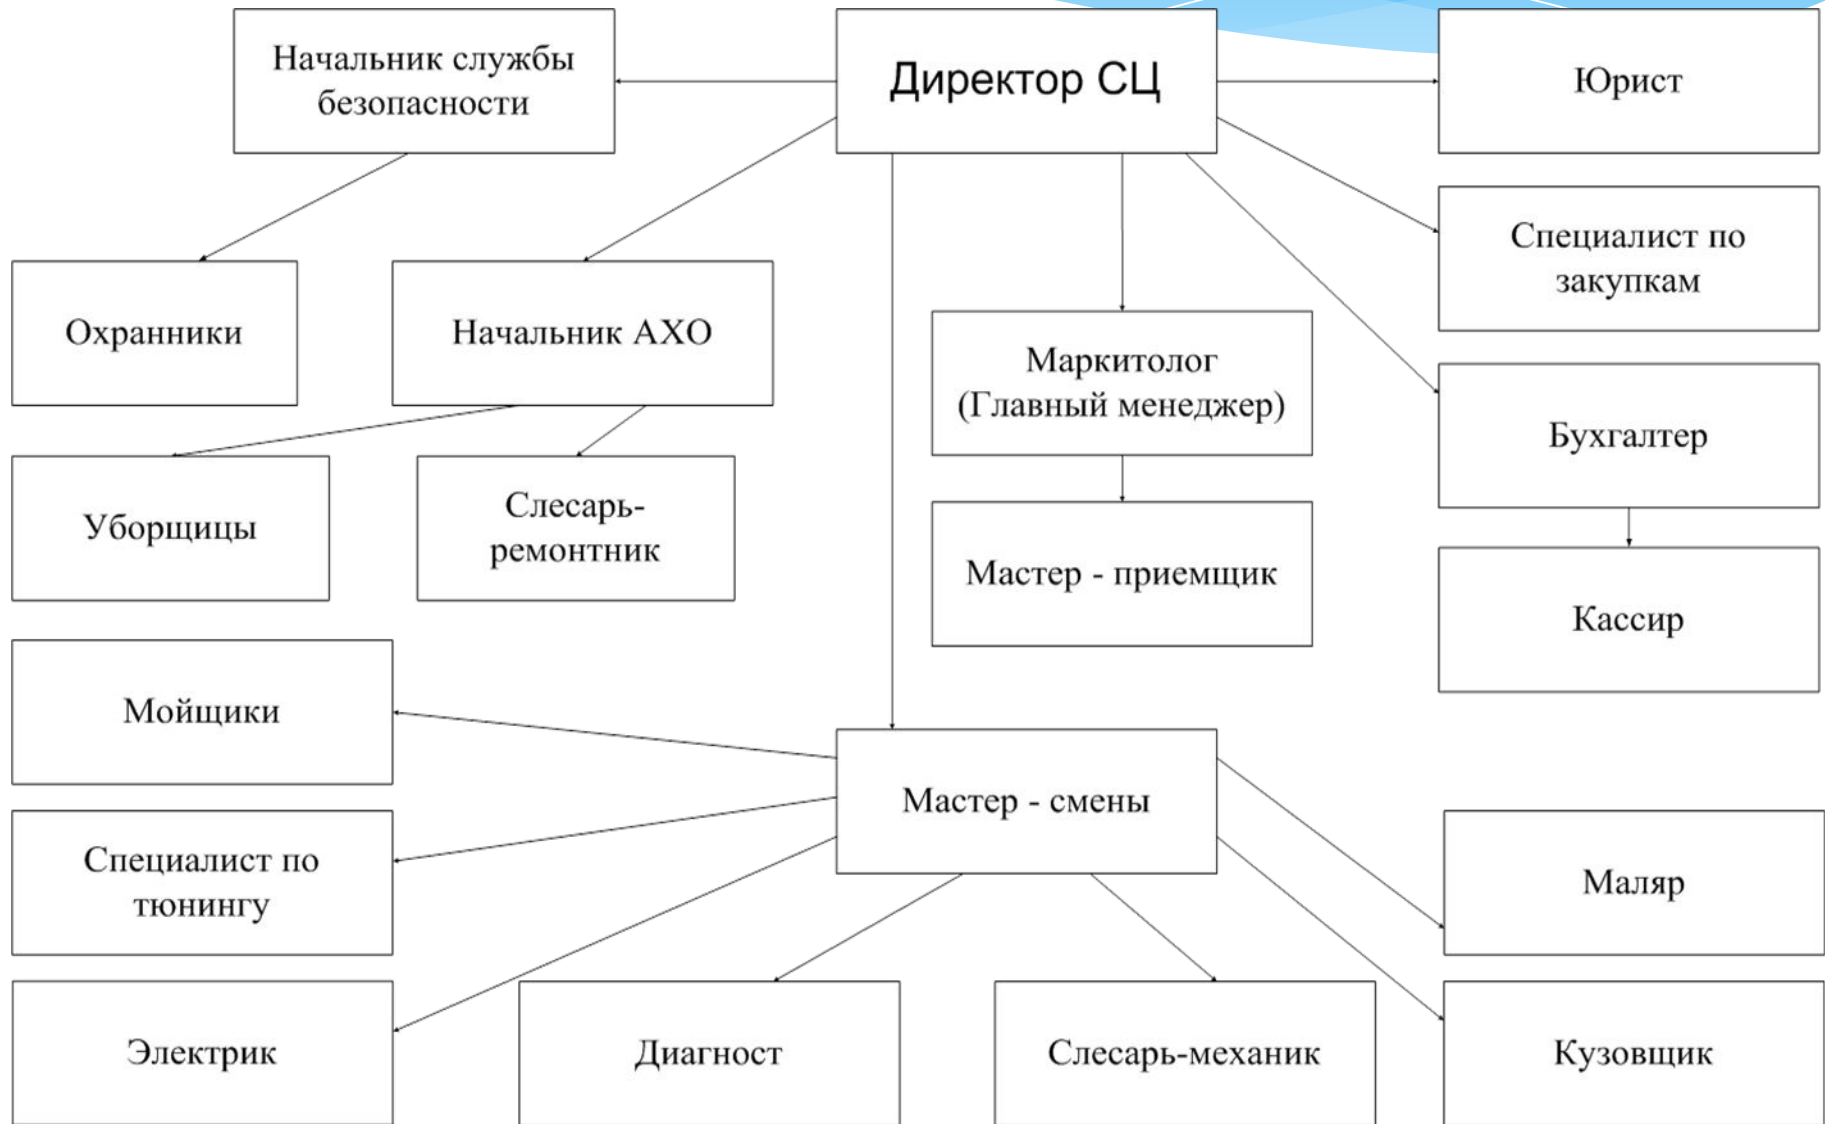 Начальник службы
безопасности
Директор СЦ
Юрист
Специалист по
закупкам
Охранники
Начальник АХО
Маркитолог
(Главный менеджер)
Бухгалтер
Уборщицы
Слесарь-
ремонтник
Мастер - приемщик
Кассир
Мойщики
Мастер - смены
Специалист по
тюнингу
Маляр
Электрик
Диагност
Слесарь-механик
Кузовщик